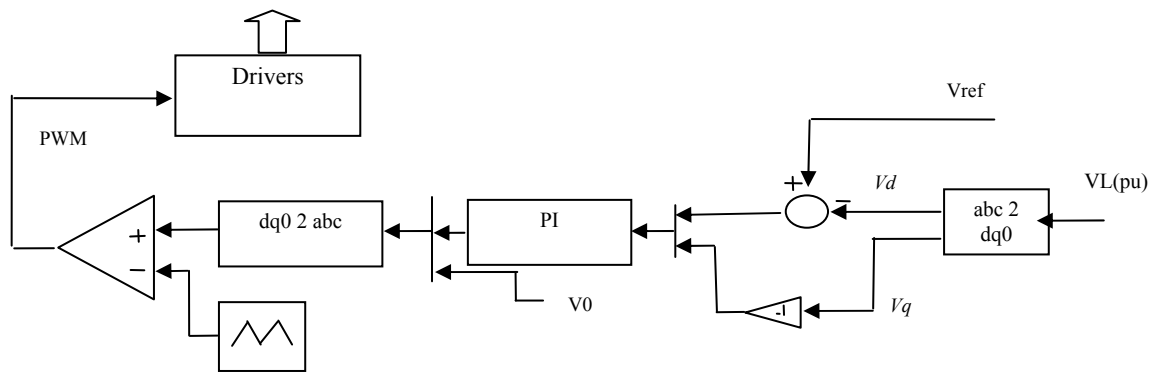 Drivers
Vref
PWM
Vd
VL(pu)
+
−
abc 2
dq0
dq0 2 abc
PI
+
−
V0
-1
Vq